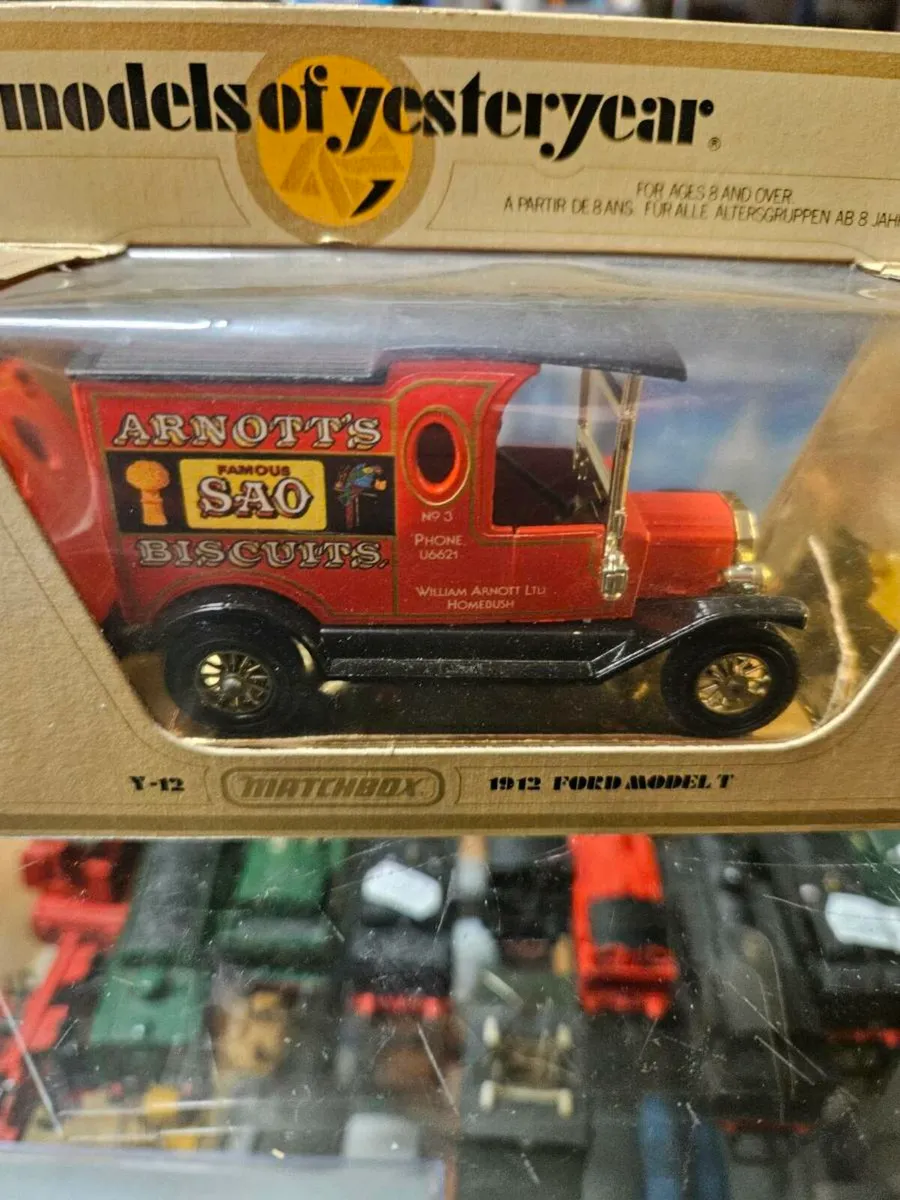 models of yesteryear®
FOR AGES 8 AND OVER.
À PARTIR DE 8 ANS. FÜR ALLE ALTERSGRUPPEN AB 8 JAH
ARNOTT'S
FAMOUS
SAO
BISCUITS.
Nº 3
PHONE
U6621
WILLIAM ARNOTT LTD
HOMEBUSH
Y-12
MATCHBOX
1912 FORD MODEL T